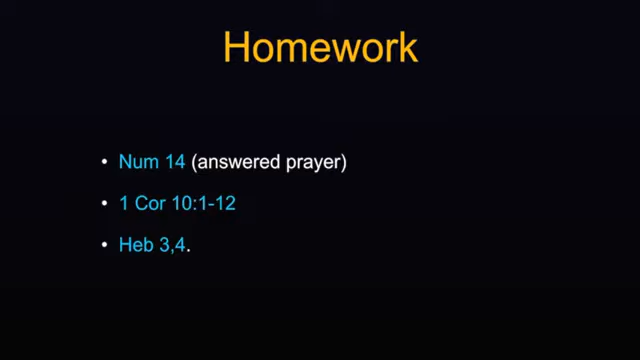 Homework
• Num 14 (answered prayer)
• 1 Cor 10:1-12
• Heb 3,4.